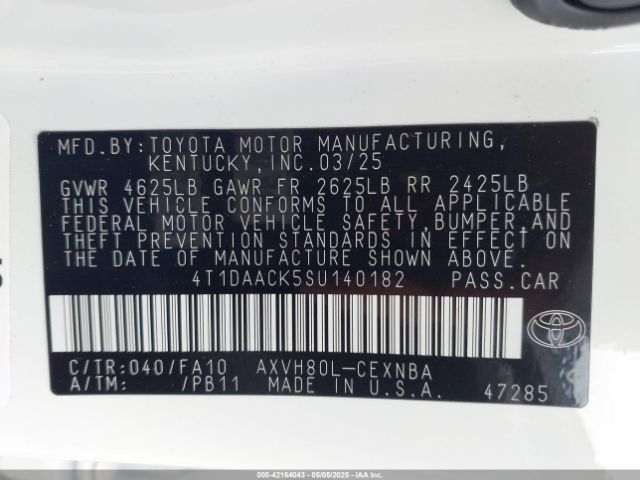 MFD.BY: TOYOTA MOTOR MANUFACTURING,
KENTUCKY, INC. 03/25
GVWR 4625LB GAWR FR 2625LB RR 2425LB
THIS VEHICLE CONFORMS TO ALL APPLICABLE
FEDERAL MOTOR VEHICLE SAFETY, BUMPER, AND
THEFT PREVENTION STANDARDS IN EFFECT ON
THE DATE OF MANUFACTURE SHOWN ABOVE.
4T1DAACK5SU140182 PASS.CAR
C/TR:040/FA10 AXVH80L-CEXNBA
A/TM: /PB11 MADE IN U.S.A. 47285
000-42164043 - 05/05/2025 - IAAI.COM